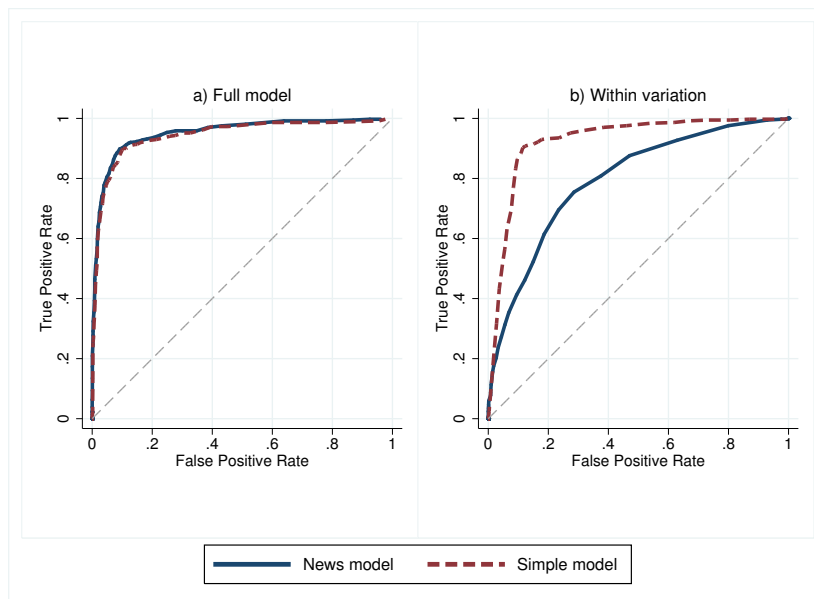 a) Full model
1
.8
.6
.4
.2
0
True Positive Rate
0 .2 .4 .6 .8 1
False Positive Rate
b) Within variation
1
.8
.6
.4
.2
0
True Positive Rate
0 .2 .4 .6 .8 1
False Positive Rate
News model Simple model